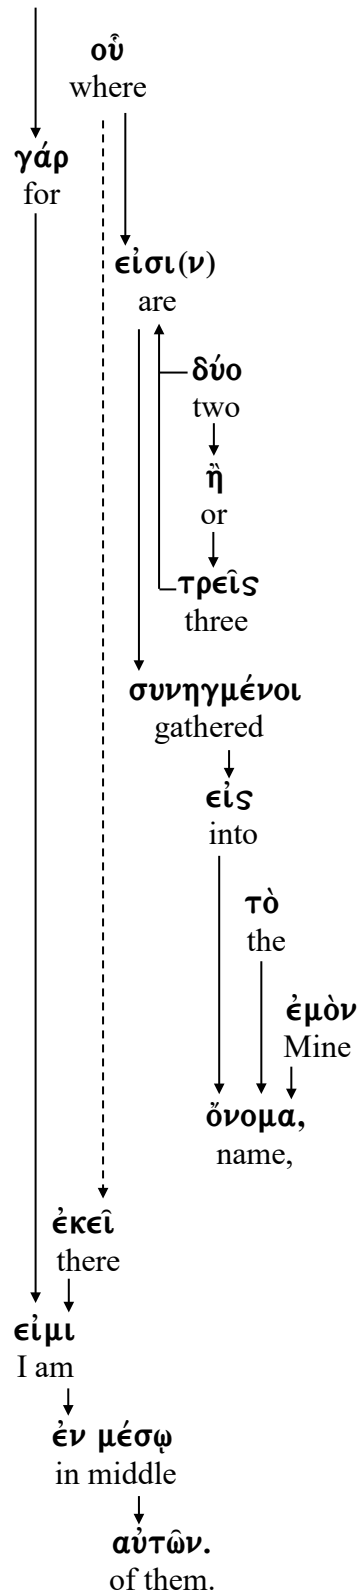 οὗ
where
γάρ
for
εἰσι(ν)
are
δύο
two
ἢ
or
τρεῖς
three
συνηγμένοι
gathered
εἰς
into
τὸ
the
ἐμὸν
Mine
ὄνομα,
name,
ἐκεῖ
there
εἰμι
I am
ἐν μέσῳ
in middle
αὐτῶν.
of them.